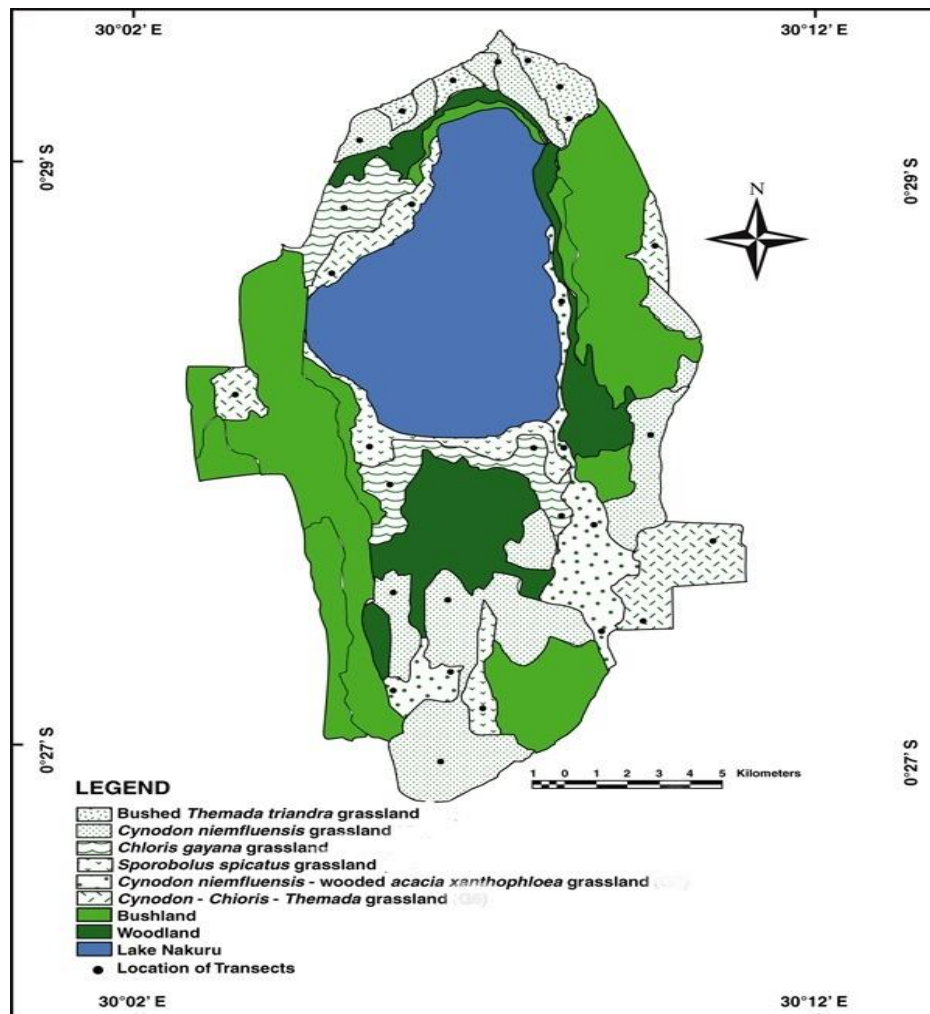 30°02' E 30°12' E
0°29' S 0°29' S
N
0°27' S 0°27' S
1 0 1 2 3 4 5 Kilometers
LEGEND
Bushed Themada triandra grassland
Cynodon niemfluensis grassland
Chloris gayana grassland
Sporobolus spicatus grassland
Cynodon niemfluensis - wooded acacia xanthophloea grassland
Cynodon - Chioris - Themada grassland (G6)
Bushland
Woodland
Lake Nakuru
Location of Transects
30°02' E 30°12' E